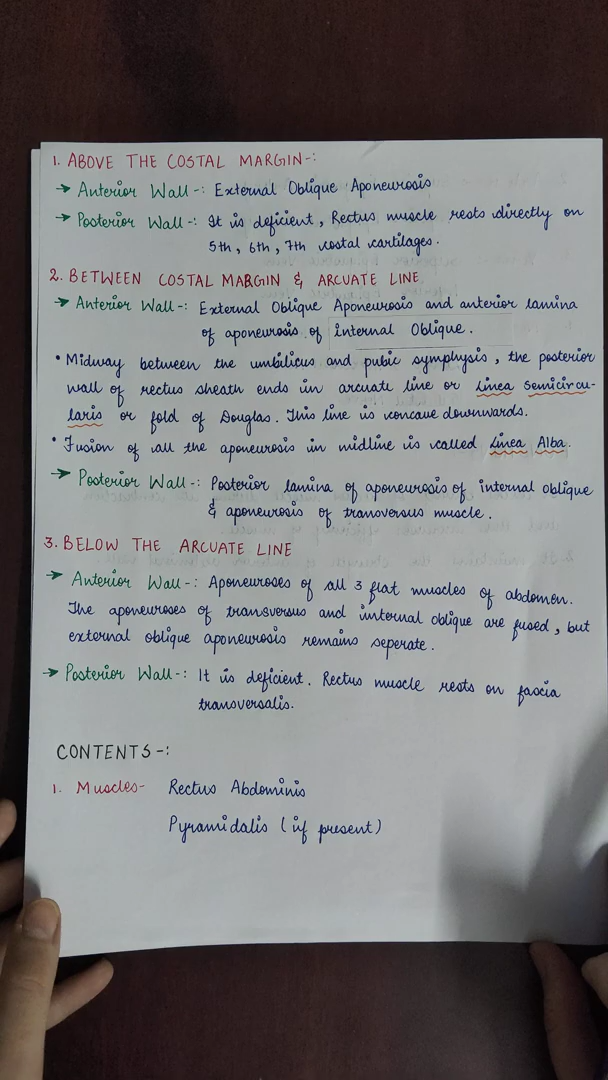 1. ABOVE THE COSTAL MARGIN-:
→ Anterior Wall-: External Oblique Aponeurosis
→ Posterior Wall-: It is deficient, Rectus muscle rests directly on
5th, 6th, 7th costal cartilages.
2. BETWEEN COSTAL MARGIN & ARCUATE LINE
→ Anterior Wall-: External Oblique Aponeurosis and anterior lamina
of aponeurosis of internal Oblique.
• Midway between the umbilicus and pubic symphysis, the posterior
wall of rectus sheath ends in arcuate line or Linea Semicircu-
laris or fold of Douglas. This line is concave downwards.
• Fusion of all the aponeurosis in midline is called Linea Alba.
→ Posterior Wall-: Posterior lamina of aponeurosis of internal oblique
& aponeurosis of transversus muscle.
3. BELOW THE ARCUATE LINE
→ Anterior Wall-: Aponeuroses of all 3 flat muscles of abdomen.
The aponeuroses of transversus and internal oblique are fused, but
external oblique aponeurosis remains seperate.
→ Posterior Wall-: It is deficient. Rectus muscle rests on fascia
transversalis.
CONTENTS-:
1. Muscles- Rectus Abdominis
Pyramidalis (if present)